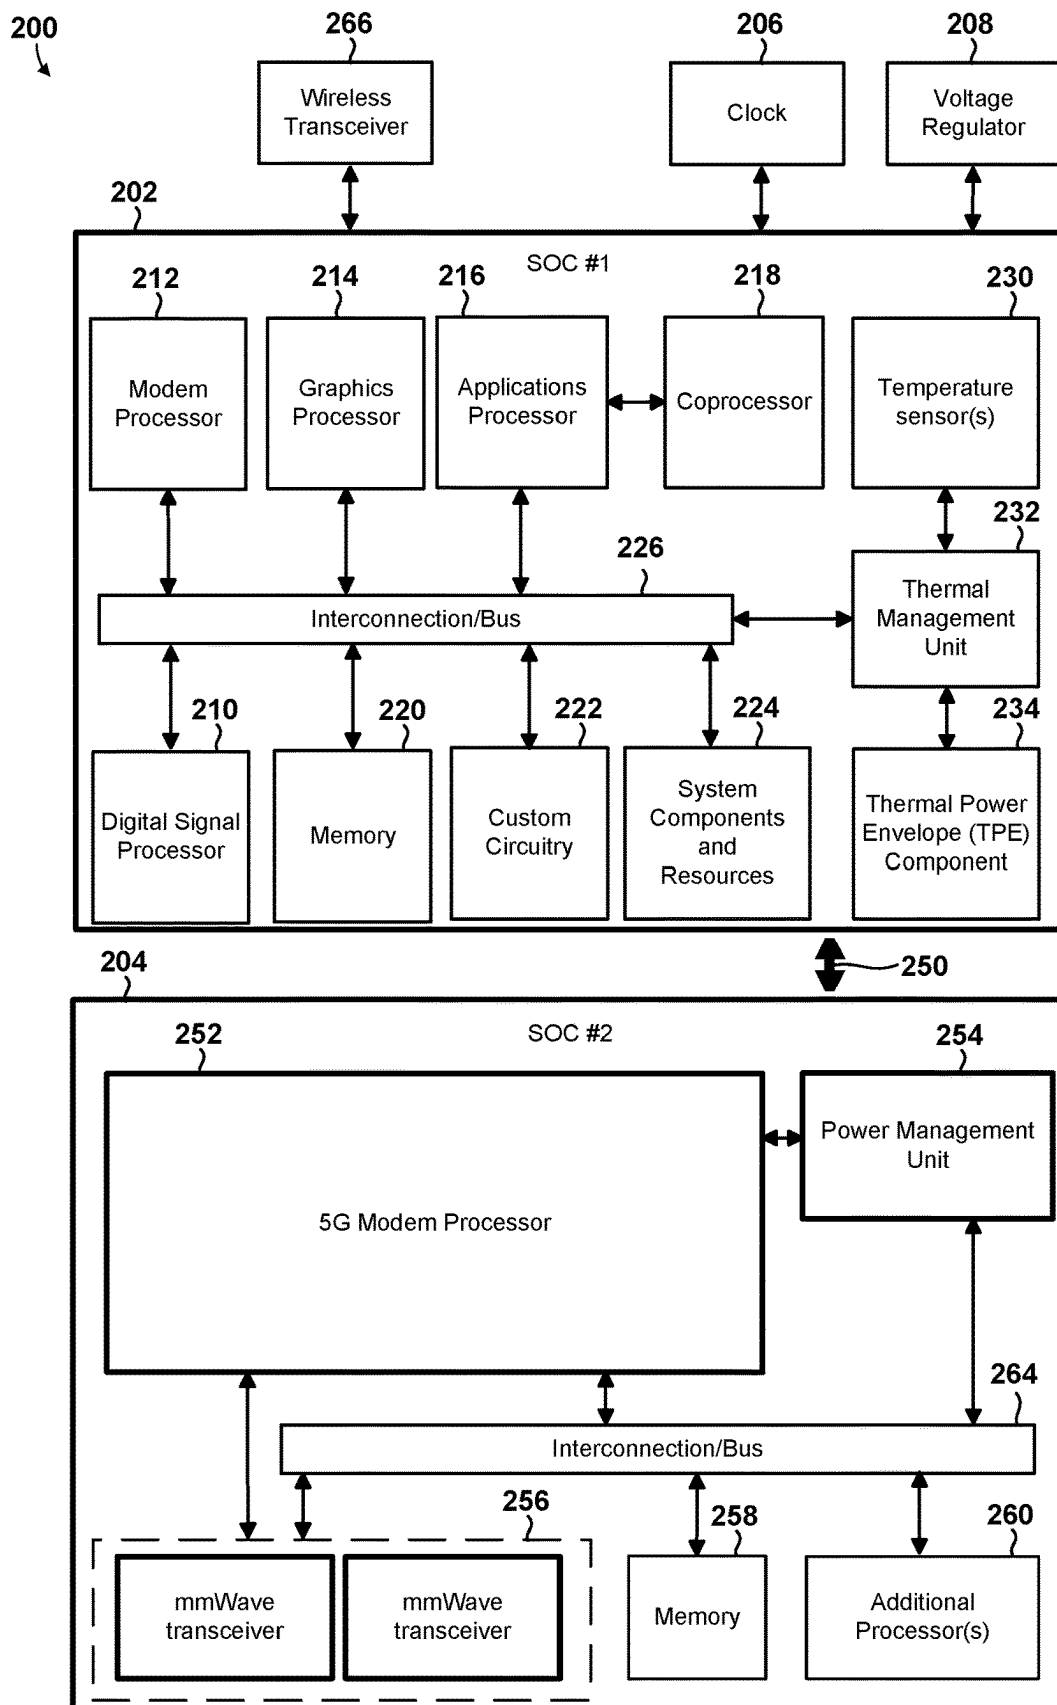 200
266
206
208
Wireless
Transceiver
Clock
Voltage
Regulator
202
SOC #1
212
214
216
218
230
Modem
Processor
Graphics
Processor
Applications
Processor
Coprocessor
Temperature
sensor(s)
232
226
Interconnection/Bus
Thermal
Management
Unit
210
220
222
224
234
Digital Signal
Processor
Memory
Custom
Circuitry
System
Components
and
Resources
Thermal Power
Envelope (TPE)
Component
204
250
SOC #2
252
254
5G Modem Processor
Power Management
Unit
264
Interconnection/Bus
256
258
260
mmWave
transceiver
mmWave
transceiver
Memory
Additional
Processor(s)